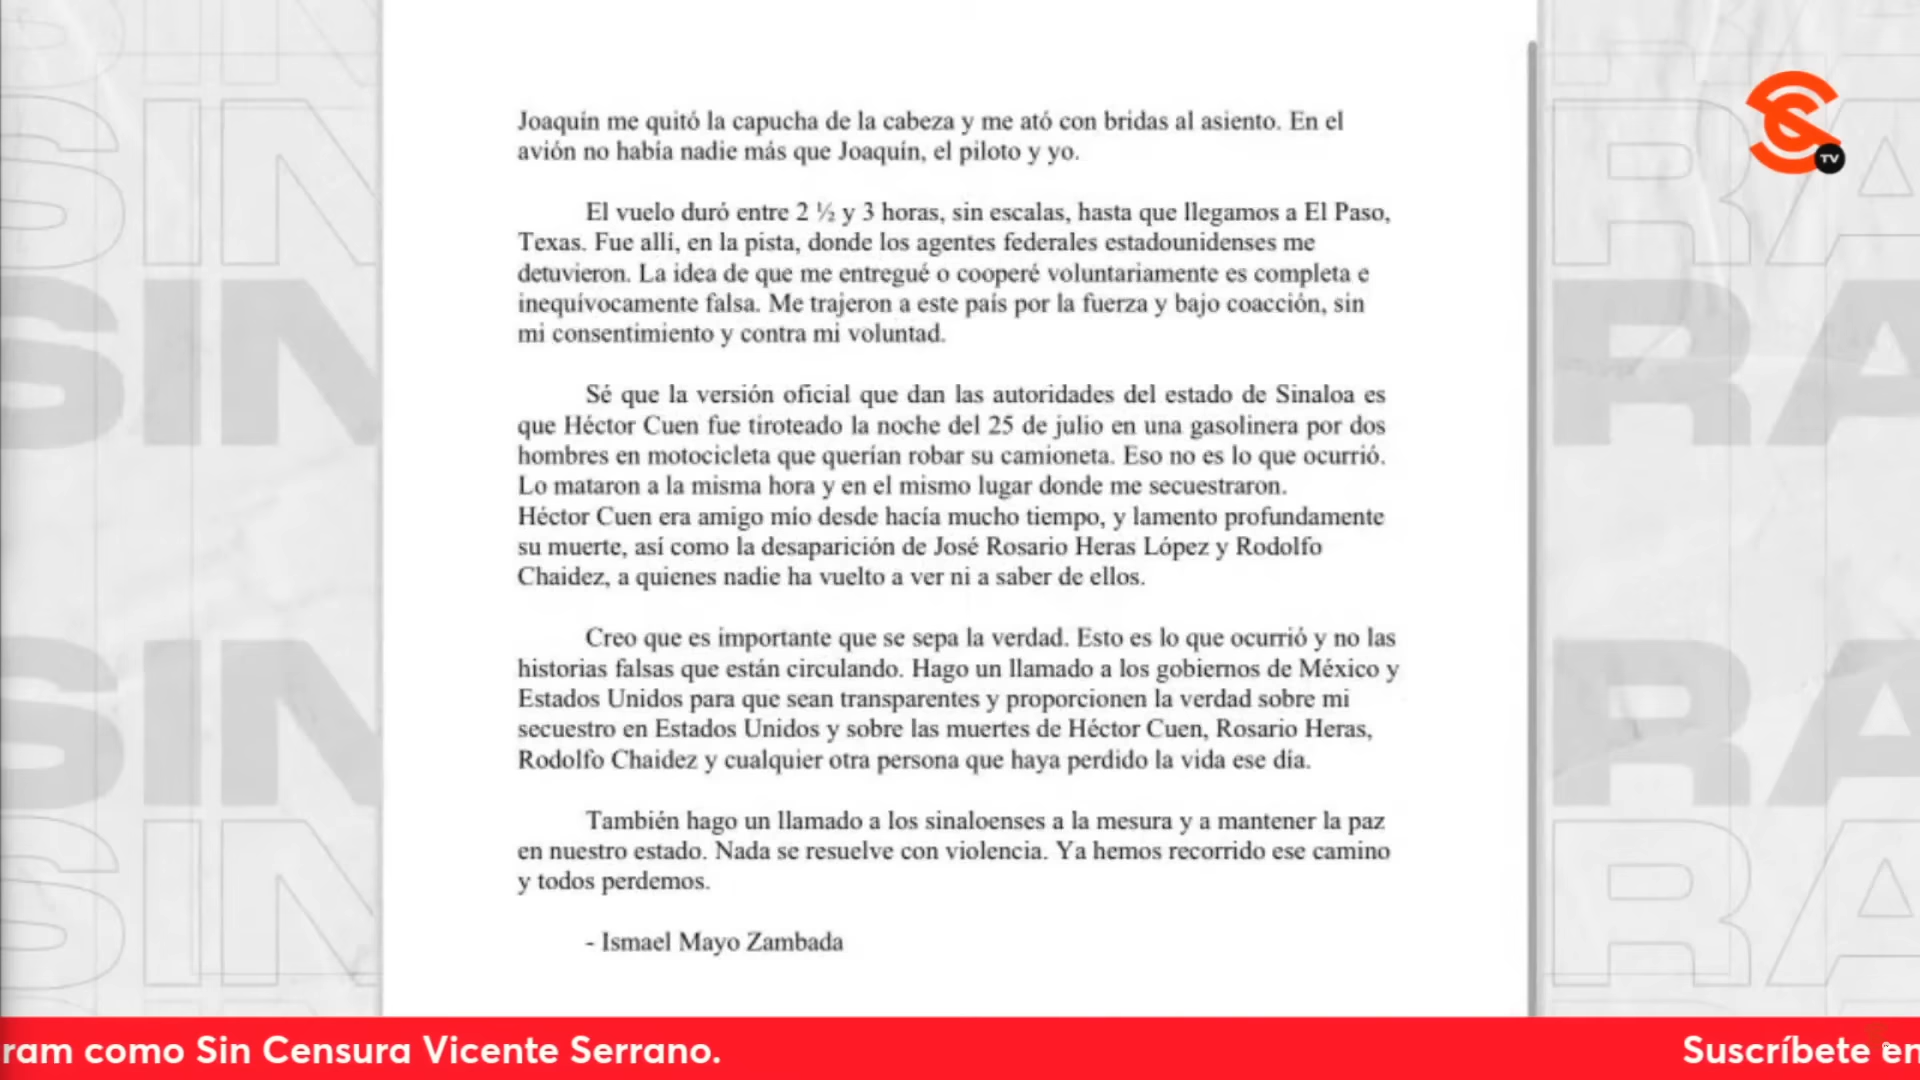 Joaquín me quitó la capucha de la cabeza y me ató con bridas al asiento. En el
avión no había nadie más que Joaquín, el piloto y yo.
El vuelo duró entre 2 ½ y 3 horas, sin escalas, hasta que llegamos a El Paso,
Texas. Fue allí, en la pista, donde los agentes federales estadounidenses me
detuvieron. La idea de que me entregué o cooperé voluntariamente es completa e
inequívocamente falsa. Me trajeron a este país por la fuerza y bajo coacción, sin
mi consentimiento y contra mi voluntad.
Sé que la versión oficial que dan las autoridades del estado de Sinaloa es
que Héctor Cuen fue tiroteado la noche del 25 de julio en una gasolinera por dos
hombres en motocicleta que querían robar su camioneta. Eso no es lo que ocurrió.
Lo mataron a la misma hora y en el mismo lugar donde me secuestraron.
Héctor Cuen era amigo mío desde hacía mucho tiempo, y lamento profundamente
su muerte, así como la desaparición de José Rosario Heras López y Rodolfo
Chaidez, a quienes nadie ha vuelto a ver ni a saber de ellos.
Creo que es importante que se sepa la verdad. Esto es lo que ocurrió y no las
historias falsas que están circulando. Hago un llamado a los gobiernos de México y
Estados Unidos para que sean transparentes y proporcionen la verdad sobre mi
secuestro en Estados Unidos y sobre las muertes de Héctor Cuen, Rosario Heras,
Rodolfo Chaidez y cualquier otra persona que haya perdido la vida ese día.
También hago un llamado a los sinaloenses a la mesura y a mantener la paz
en nuestro estado. Nada se resuelve con violencia. Ya hemos recorrido ese camino
y todos perdemos.
- Ismael Mayo Zambada
TV
SIN
SIN
SIN
SIN
RA
RA
RA
RA
ram como Sin Censura Vicente Serrano.
Suscríbete en